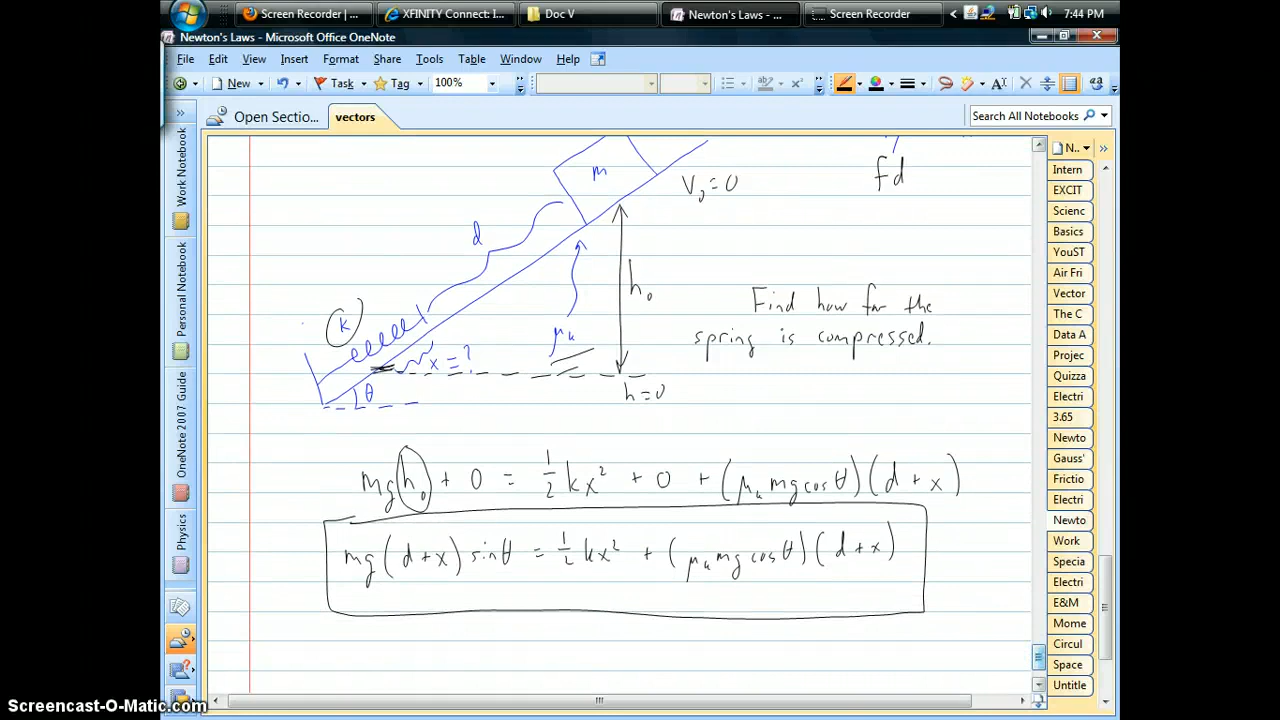 Screen Recorder | ...
XFINITY Connect: I...
Doc V
Newton's Laws - ...
Screen Recorder
7:44 PM
Newton's Laws - Microsoft Office OneNote
File Edit View Insert Format Share Tools Table Window Help
New Task Tag 100%
Open Sectio... vectors
Search All Notebooks
Work Notebook
Personal Notebook
OneNote 2007 Guide
Physics
N..
Intern
EXCIT
Scienc
Basics
YouST
Air Fri
Vector
The C
Data A
Projec
Quizza
Electri
3.65
Newto
Gauss'
Frictio
Electri
Newto
Work
Specia
Electri
E&M
Mome
Circul
Space
Untitle
m
fd
d
h₀
k
μₖ
x = ?
θ
h=0
Find how far the
spring is compressed.
mgh₀ + 0 = ½kx² + 0 + (μₖmgcosθ)(d+x)
mg(d+x)sinθ = ½kx² + (μₖmgcosθ)(d+x)
Screencast-O-Matic.com